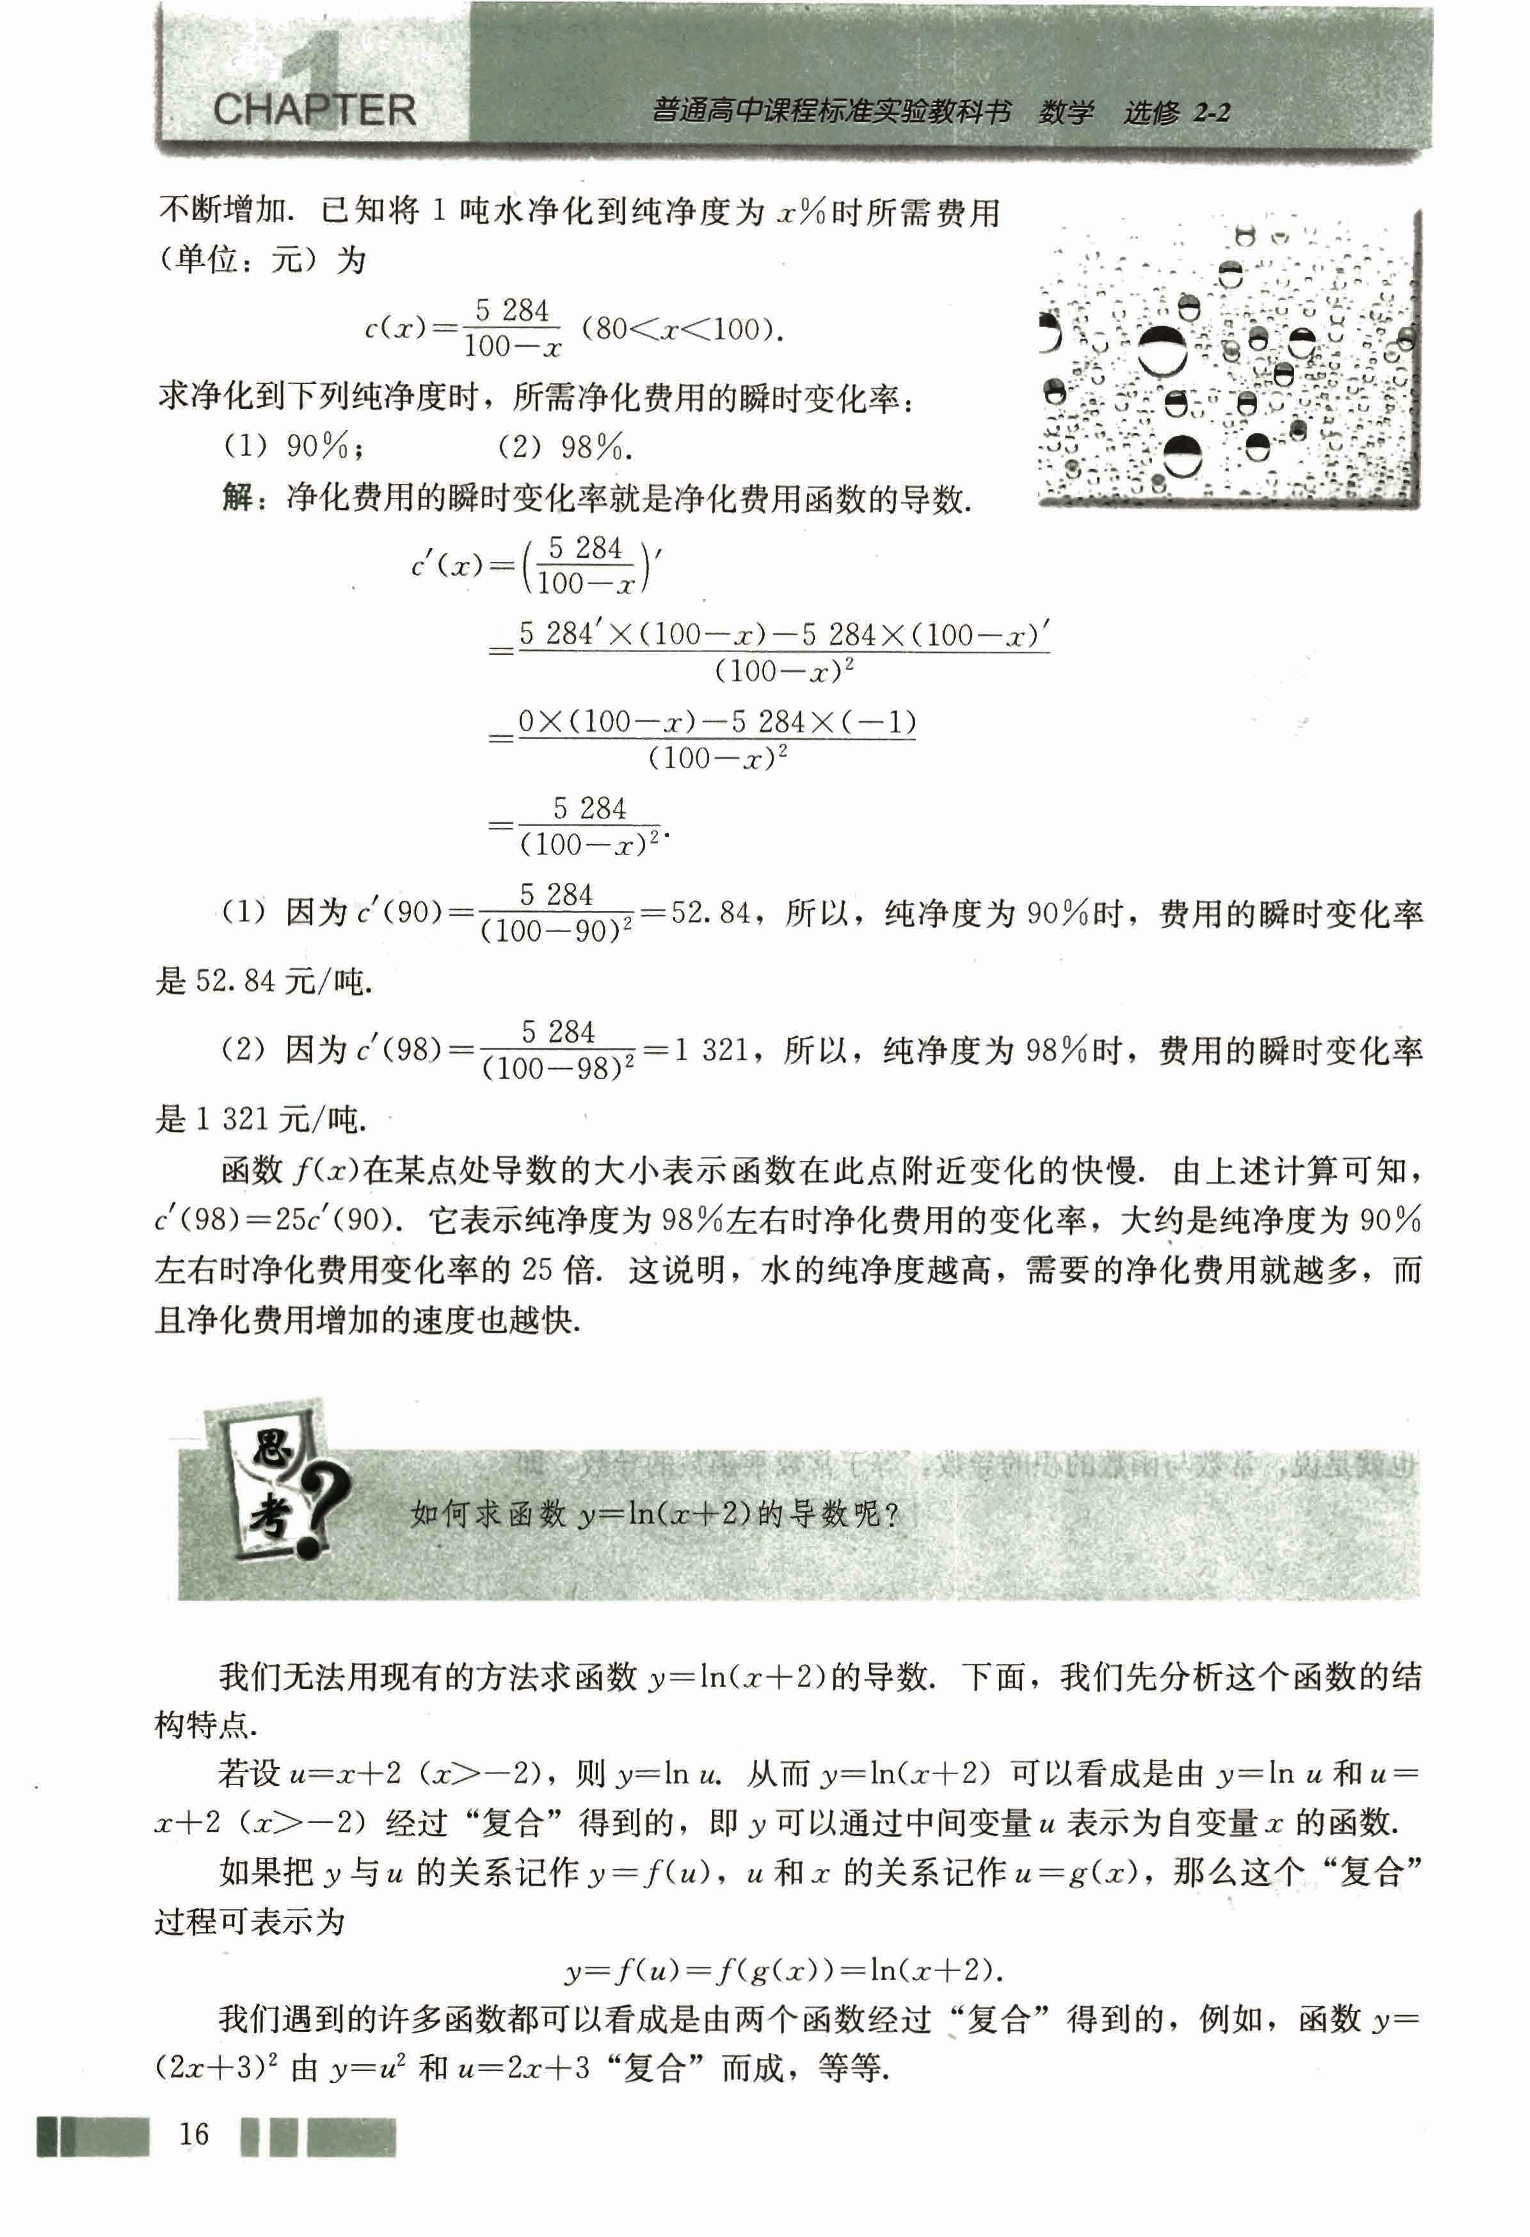 1
CHAPTER
普通高中课程标准实验教科书 数学 选修 2-2
不断增加. 已知将 1 吨水净化到纯净度为 x%时所需费用
(单位: 元) 为
c(x)=5 284/(100-x) (80<x<100).
求净化到下列纯净度时，所需净化费用的瞬时变化率:
(1) 90%; (2) 98%.
解: 净化费用的瞬时变化率就是净化费用函数的导数.
c′(x)=(5 284/(100-x))′
=(5 284′×(100-x)-5 284×(100-x)′)/(100-x)²
=(0×(100-x)-5 284×(-1))/(100-x)²
=5 284/(100-x)².
(1) 因为 c′(90)=5 284/(100-90)²=52.84，所以，纯净度为 90%时，费用的瞬时变化率
是 52.84 元/吨.
(2) 因为 c′(98)=5 284/(100-98)²=1 321，所以，纯净度为 98%时，费用的瞬时变化率
是 1 321 元/吨.
函数 f(x)在某点处导数的大小表示函数在此点附近变化的快慢. 由上述计算可知，
c′(98)=25c′(90). 它表示纯净度为 98%左右时净化费用的变化率，大约是纯净度为 90%
左右时净化费用变化率的 25 倍. 这说明，水的纯净度越高，需要的净化费用就越多，而
且净化费用增加的速度也越快.
思考?
如何求函数 y=ln(x+2)的导数呢?
我们无法用现有的方法求函数 y=ln(x+2)的导数. 下面，我们先分析这个函数的结
构特点.
若设 u=x+2 (x>-2)，则 y=ln u. 从而 y=ln(x+2) 可以看成是由 y=ln u 和 u=
x+2 (x>-2) 经过“复合”得到的，即 y 可以通过中间变量 u 表示为自变量 x 的函数.
如果把 y 与 u 的关系记作 y=f(u)，u 和 x 的关系记作 u=g(x)，那么这个“复合”
过程可表示为
y=f(u)=f(g(x))=ln(x+2).
我们遇到的许多函数都可以看成是由两个函数经过“复合”得到的，例如，函数 y=
(2x+3)² 由 y=u² 和 u=2x+3“复合”而成，等等.
16